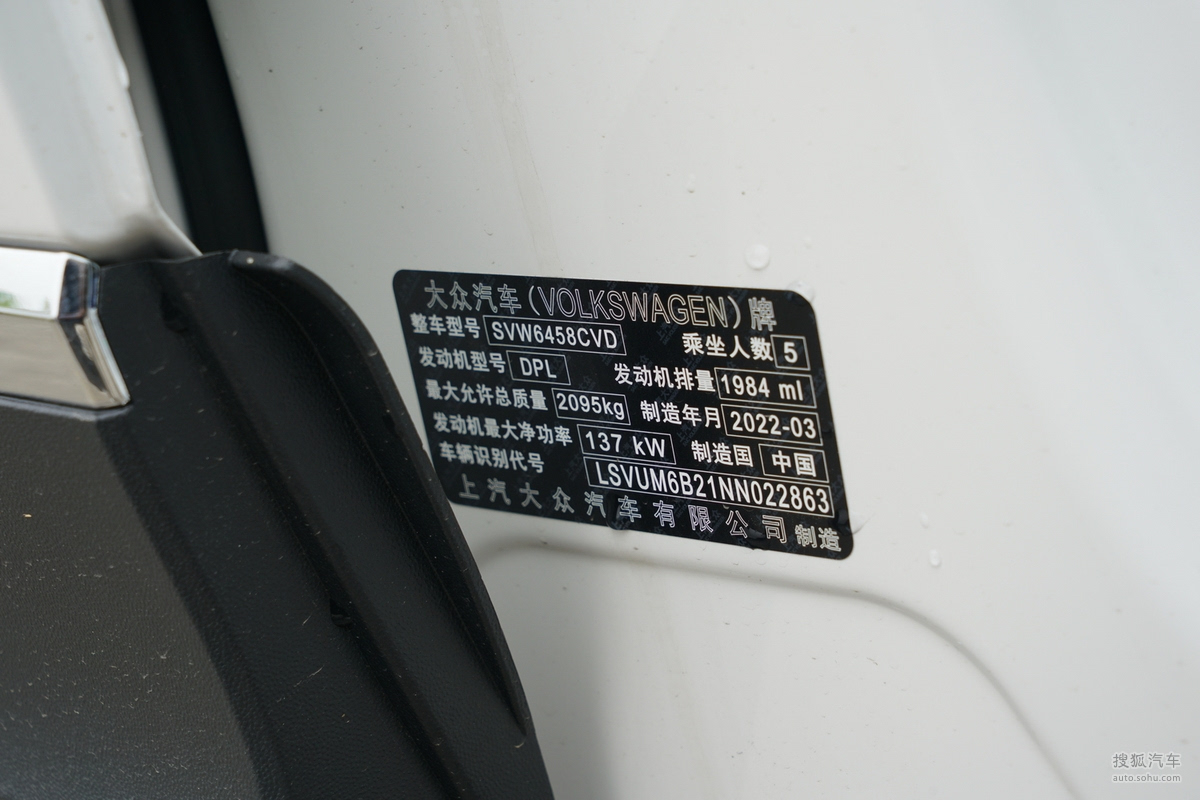 大众汽车(VOLKSWAGEN)牌
整车型号 SVW6458CVD 乘坐人数 5
发动机型号 DPL 发动机排量 1984 ml
最大允许总质量 2095kg 制造年月 2022-03
发动机最大净功率 137 kW 制造国 中国
车辆识别代号 LSVUM6B21NN022863
上汽大众汽车有限公司 制造
搜狐汽车
auto.sohu.com